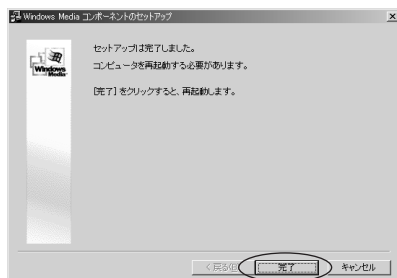 Windows Media コンポーネントのセットアップ
Windows
Media
セットアップは完了しました。
コンピュータを再起動する必要があります。
[完了] をクリックすると、再起動します。
< 戻る(B)
完了
キャンセル